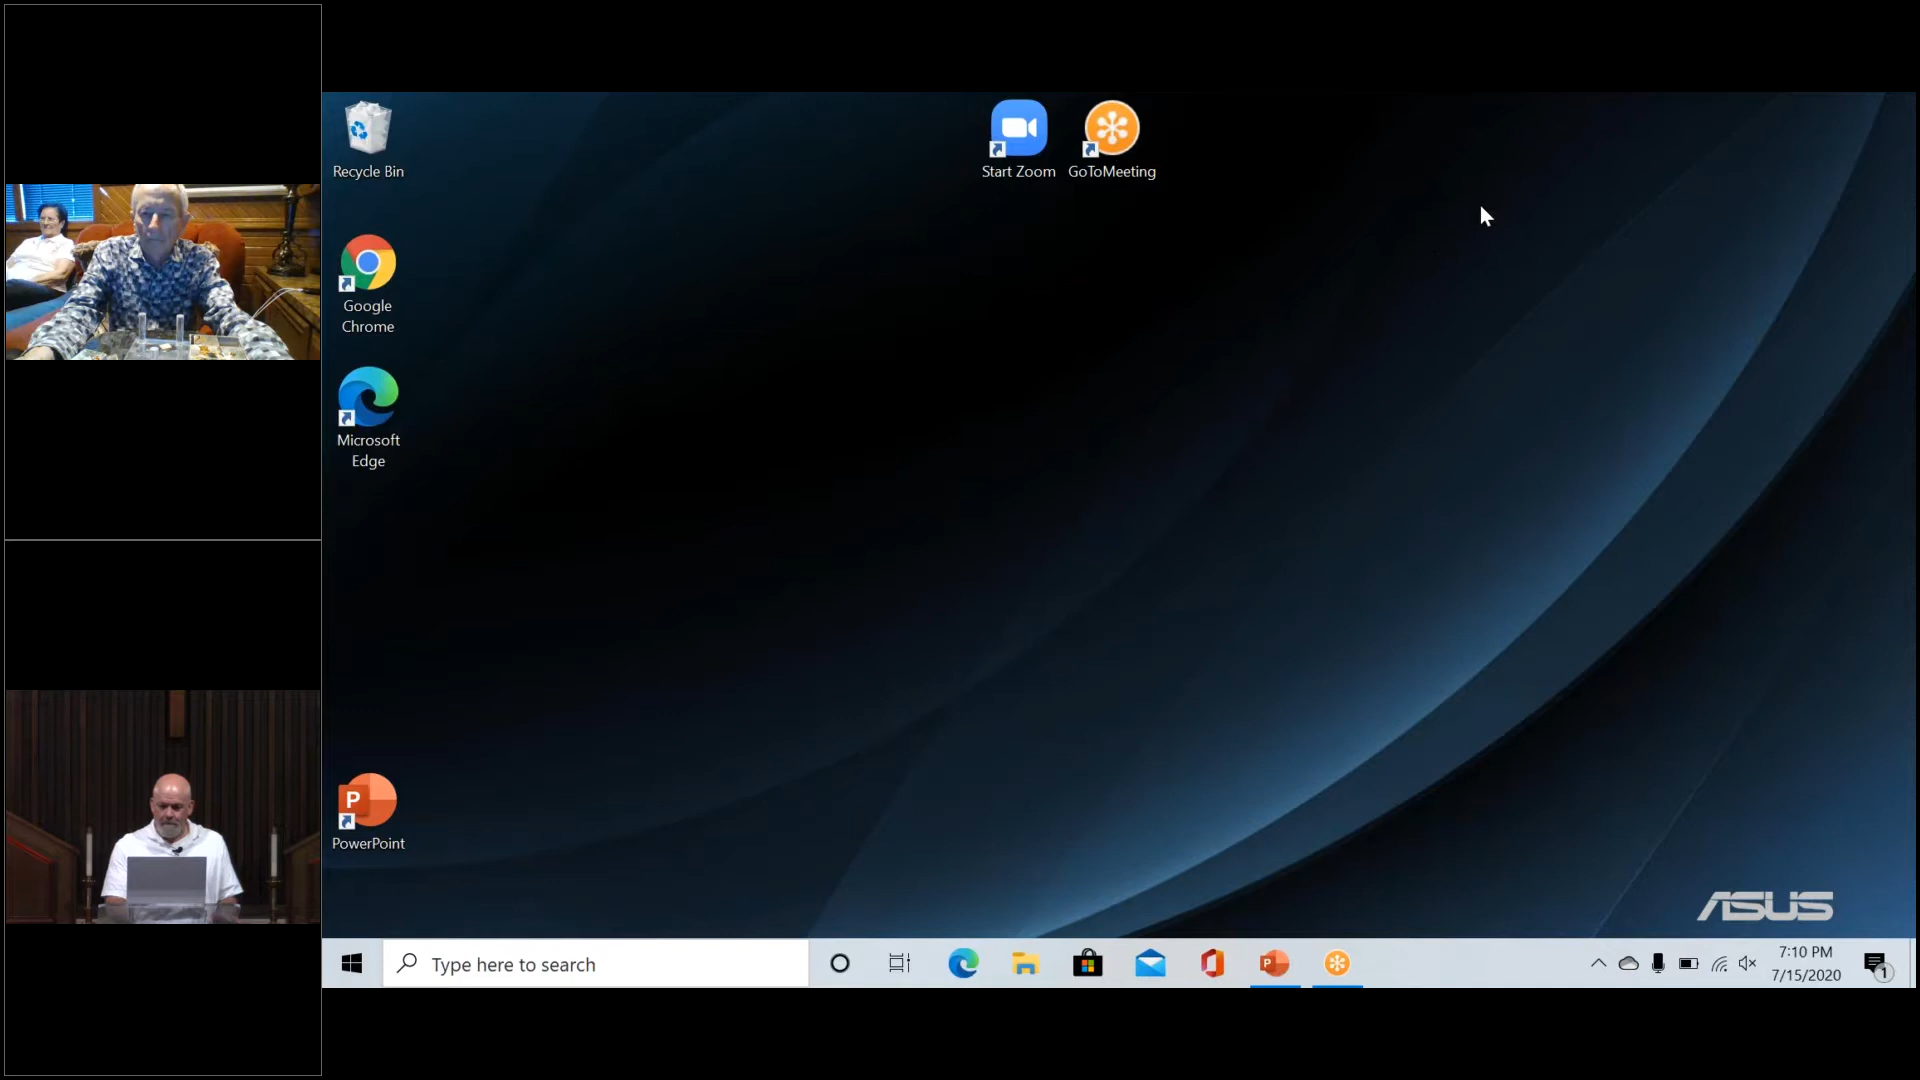 Recycle Bin
Start Zoom
GoToMeeting
Google
Chrome
Microsoft
Edge
P
PowerPoint
ASUS
Type here to search
P
7:10 PM
7/15/2020
1